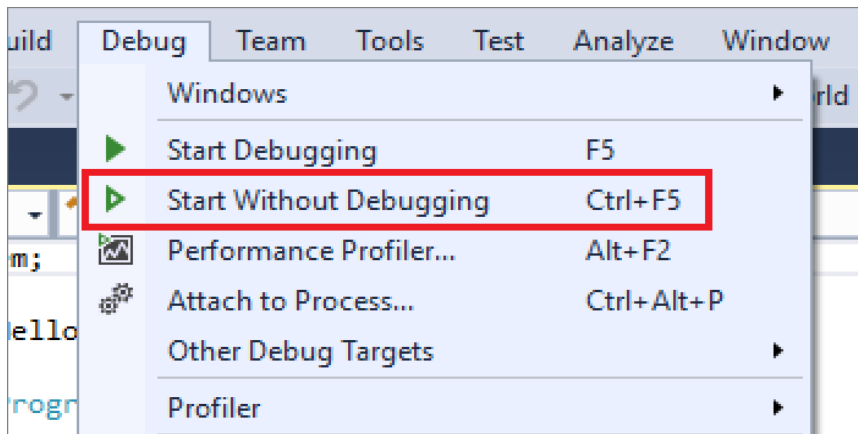 uild Debug Team Tools Test Analyze Window
Windows rld
Start Debugging F5
Start Without Debugging Ctrl+F5
Performance Profiler... Alt+F2
m;
Attach to Process... Ctrl+Alt+P
ello
Other Debug Targets
Progr
Profiler